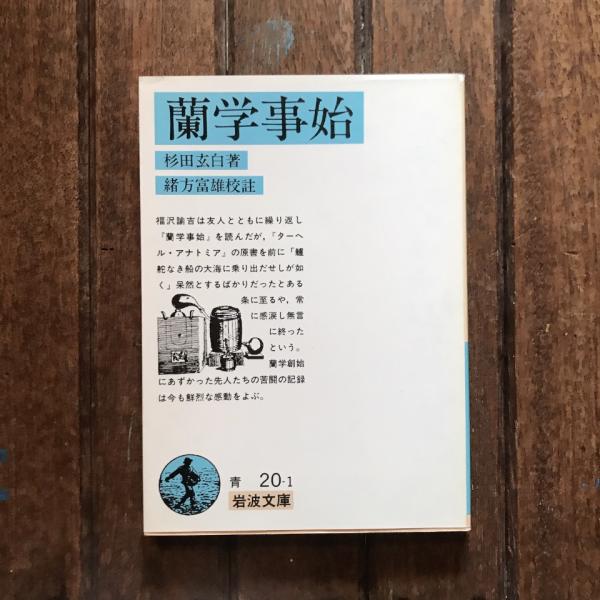 蘭学事始
杉田玄白著
緒方富雄校註
福沢諭吉は友人とともに繰り返し
『蘭学事始』を読んだが，「ターヘ
ル・アナトミア』の原書を前に「艫
舵なき船の大海に乗り出だせしが如
く」呆然とするばかりだったとある
条に至るや，常
に感涙し無言
に終った
という。
蘭学創始
にあずかった先人たちの苦闘の記録
は今も鮮烈な感動をよぶ。
青 20-1
岩波文庫